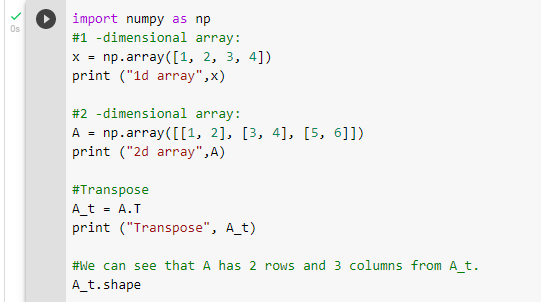 0s
import numpy as np
#1 -dimensional array:
x = np.array([1, 2, 3, 4])
print ("1d array",x)
#2 -dimensional array:
A = np.array([[1, 2], [3, 4], [5, 6]])
print ("2d array",A)
#Transpose
A_t = A.T
print ("Transpose", A_t)
#We can see that A has 2 rows and 3 columns from A_t.
A_t.shape